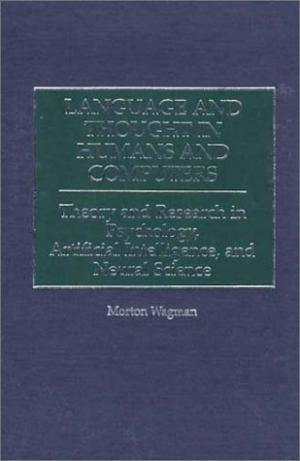 LANGUAGE AND
THOUGHT IN
HUMANS AND
COMPUTERS
Theory and Research in
Psychology,
Artificial Intelligence, and
Neural Science
Morton Wagman